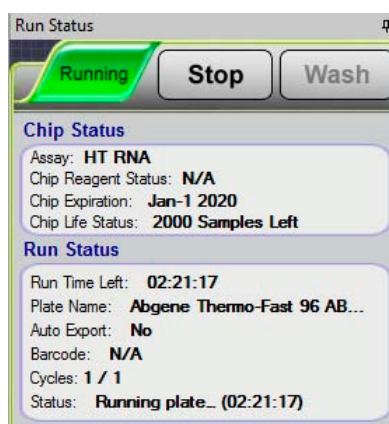 Run Status
Running Stop Wash
Chip Status
Assay: HT RNA
Chip Reagent Status: N/A
Chip Expiration: Jan-1 2020
Chip Life Status: 2000 Samples Left
Run Status
Run Time Left: 02:21:17
Plate Name: Abgene Thermo-Fast 96 AB...
Auto Export: No
Barcode: N/A
Cycles: 1 / 1
Status: Running plate... (02:21:17)